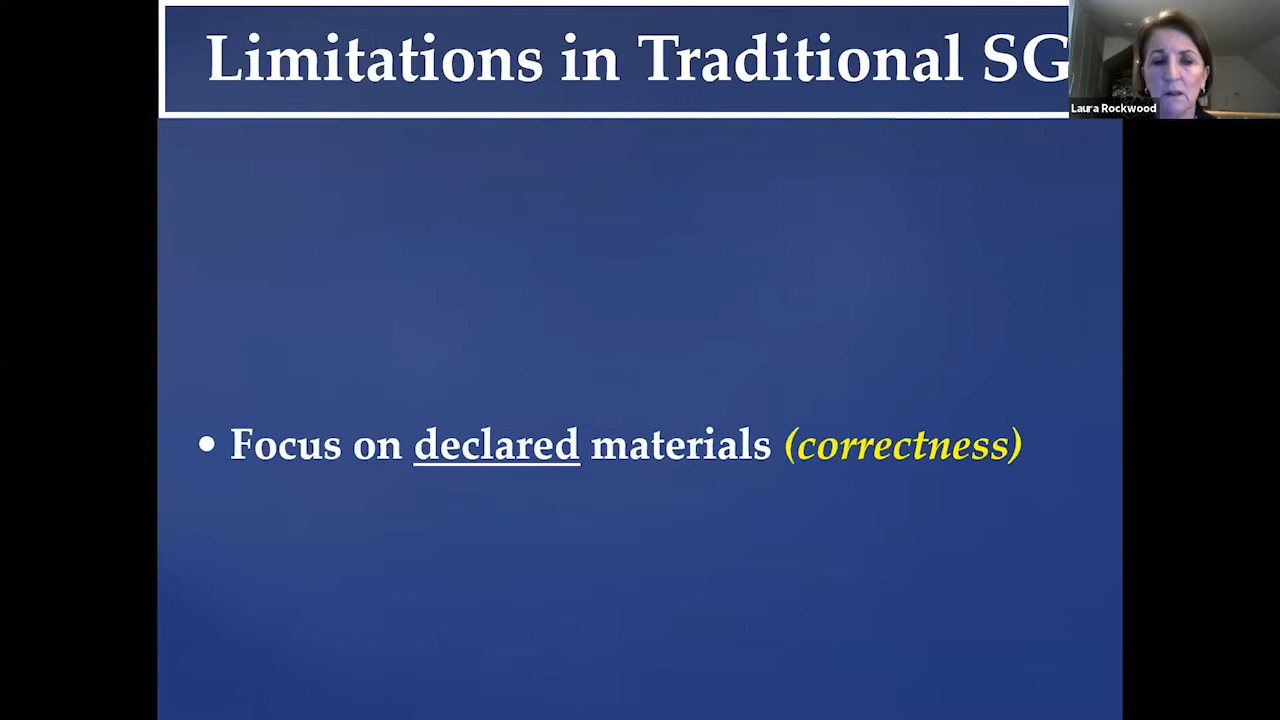 Limitations in Traditional SG
Laura Rockwood
• Focus on declared materials (correctness)